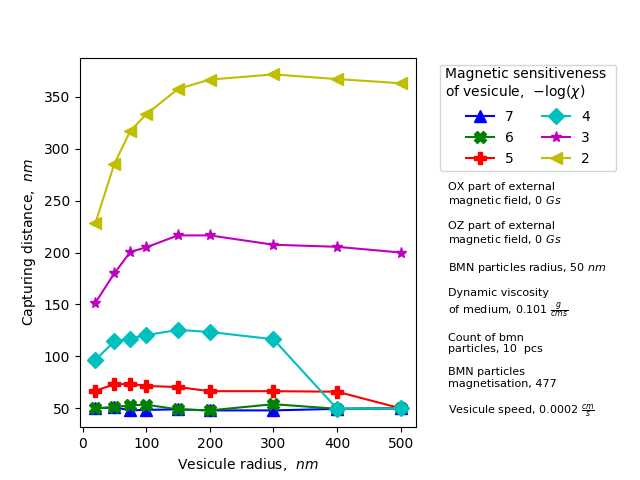 350
300
250
200
150
100
50
0
100
200
300
400
500
Capturing distance, nm
Vesicule radius, nm
Magnetic sensitiveness
of vesicule, −log(χ)
7
6
5
4
3
2
OX part of external
magnetic field, 0 Gs
OZ part of external
magnetic field, 0 Gs
BMN particles radius, 50 nm
Dynamic viscosity
of medium, 0.101 g/cms
Count of bmn
particles, 10 pcs
BMN particles
magnetisation, 477
Vesicule speed, 0.0002 cm/s